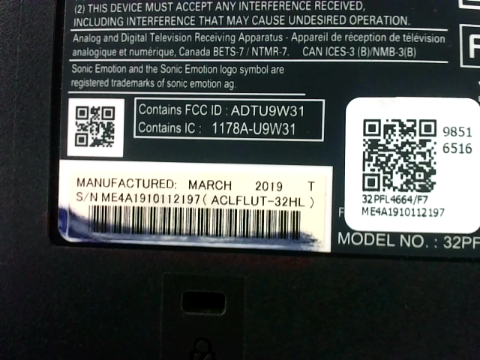 (2) THIS DEVICE MUST ACCEPT ANY INTERFERENCE RECEIVED,
INCLUDING INTERFERENCE THAT MAY CAUSE UNDESIRED OPERATION.
Analog and Digital Television Receiving Apparatus - Appareil de réception de télévision
analogique et numérique, Canada BETS-7 / NTMR-7. CAN ICES-3 (B)/NMB-3(B)
Sonic Emotion and the Sonic Emotion logo symbol are
registered trademarks of sonic emotion ag.
Contains FCC ID : ADTU9W31
Contains IC : 1178A-U9W31
9851
6516
32PFL4664/F7
ME4A1910112197
MANUFACTURED: MARCH 2019 T
S/N ME4A1910112197 ( ACLFLUT-32HL )
MODEL NO. : 32PF